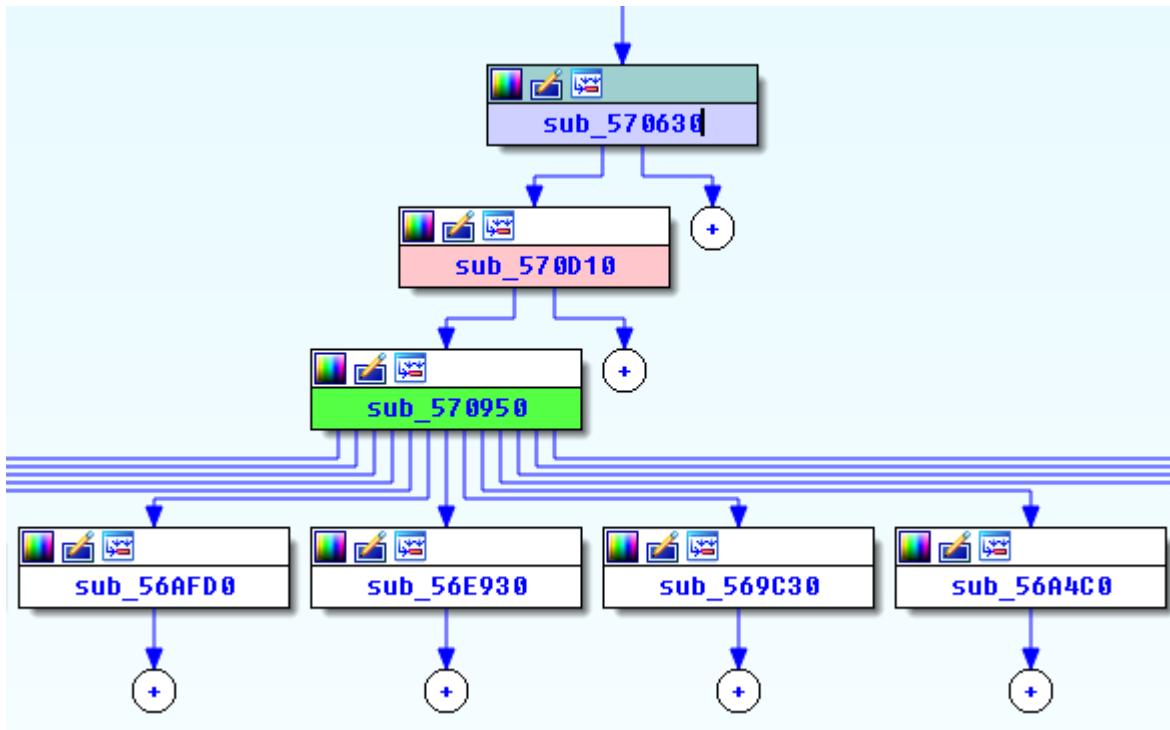 sub_570630
+
sub_570D10
+
sub_570950
sub_56AFD0
sub_56E930
sub_569C30
sub_56A4C0
+
+
+
+